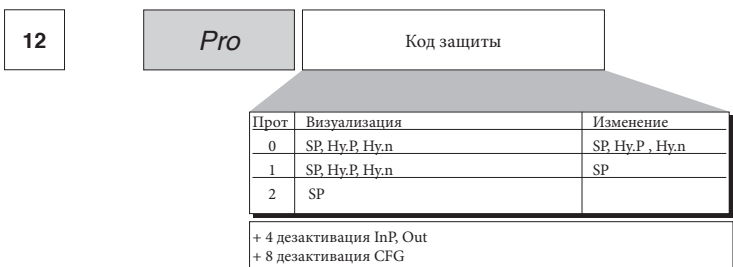 12 Pro Код защиты
Прот Визуализация Изменение
0 SP, Hy.P, Hy.n SP, Hy.P , Hy.n
1 SP, Hy.P, Hy.n SP
2 SP
+ 4 дезактивация InP, Out
+ 8 дезактивация CFG